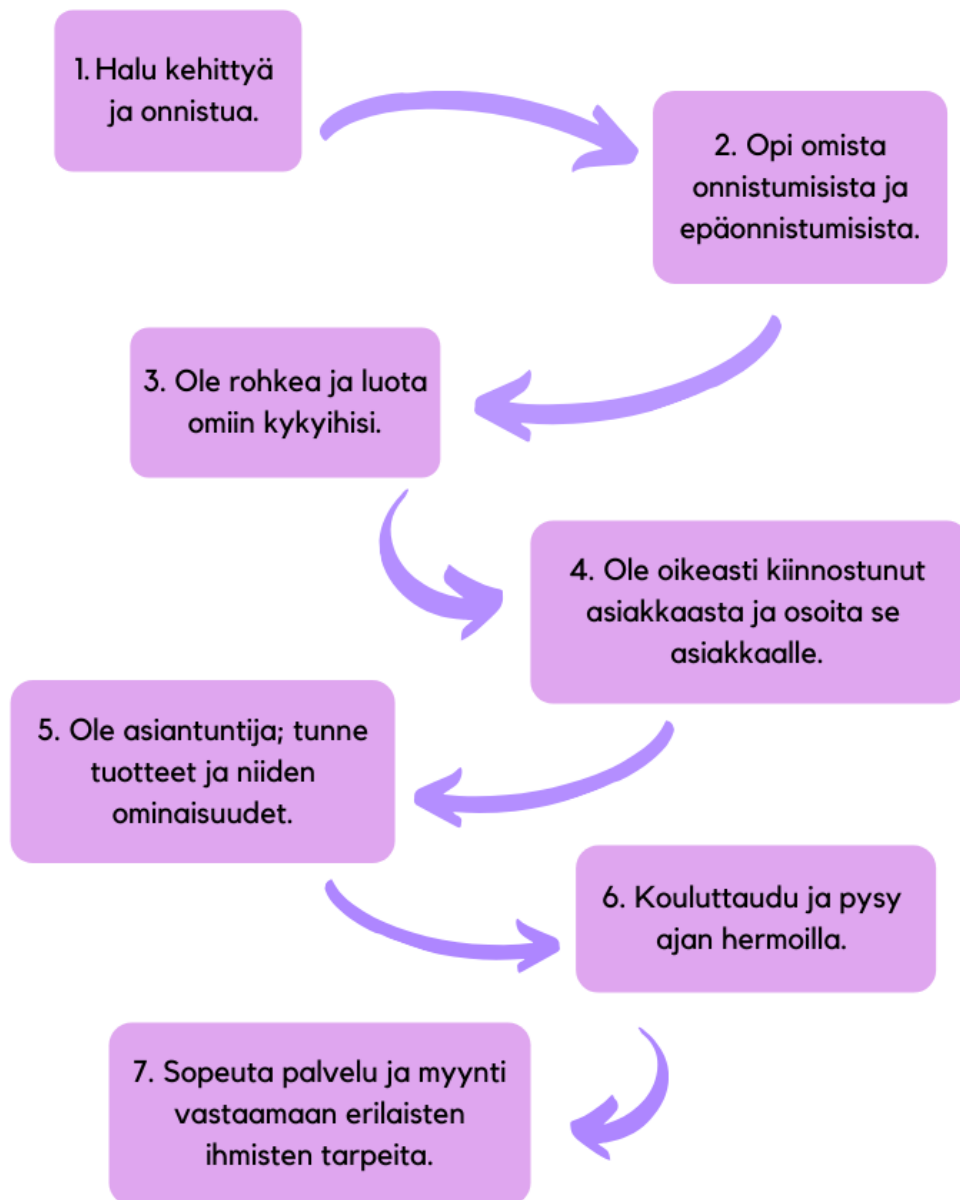 1. Halu kehittyä
ja onnistua.
2. Opi omista
onnistumisista ja
epäonnistumisista.
3. Ole rohkea ja luota
omiin kykyihisi.
4. Ole oikeasti kiinnostunut
asiakkaasta ja osoita se
asiakkaalle.
5. Ole asiantuntija; tunne
tuotteet ja niiden
ominaisuudet.
6. Kouluttaudu ja pysy
ajan hermoilla.
7. Sopeuta palvelu ja myynti
vastaamaan erilaisten
ihmisten tarpeita.